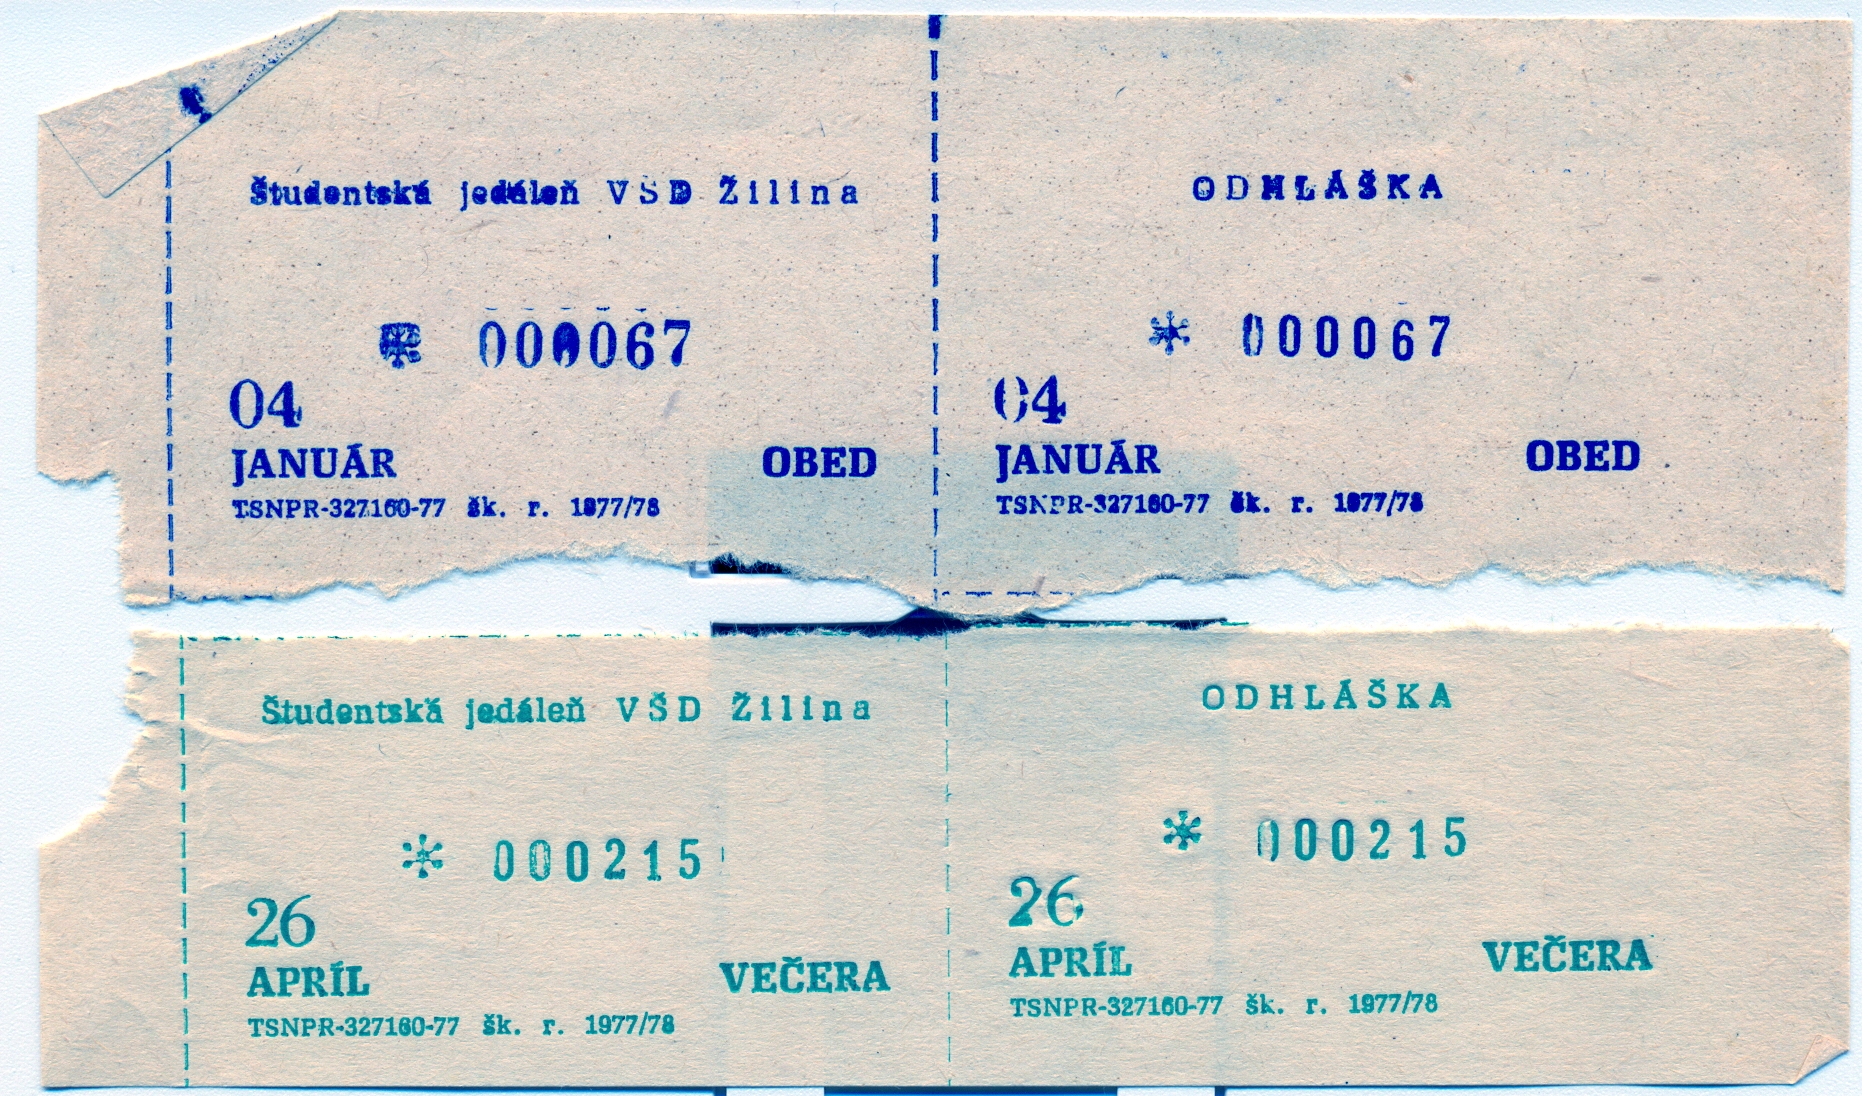 Študentská jedáleň VŠD Žilina
* 000067
04
JANUÁR
OBED
TSNPR-327160-77 šk. r. 1977/78
ODHLÁŠKA
* 000067
04
JANUÁR
OBED
TSNPR-327160-77 šk. r. 1977/78
Študentská jedáleň VŠD Žilina
* 000215
26
APRÍL
VEČERA
TSNPR-327160-77 šk. r. 1977/78
ODHLÁŠKA
* 000215
26
APRÍL
VEČERA
TSNPR-327160-77 šk. r. 1977/78